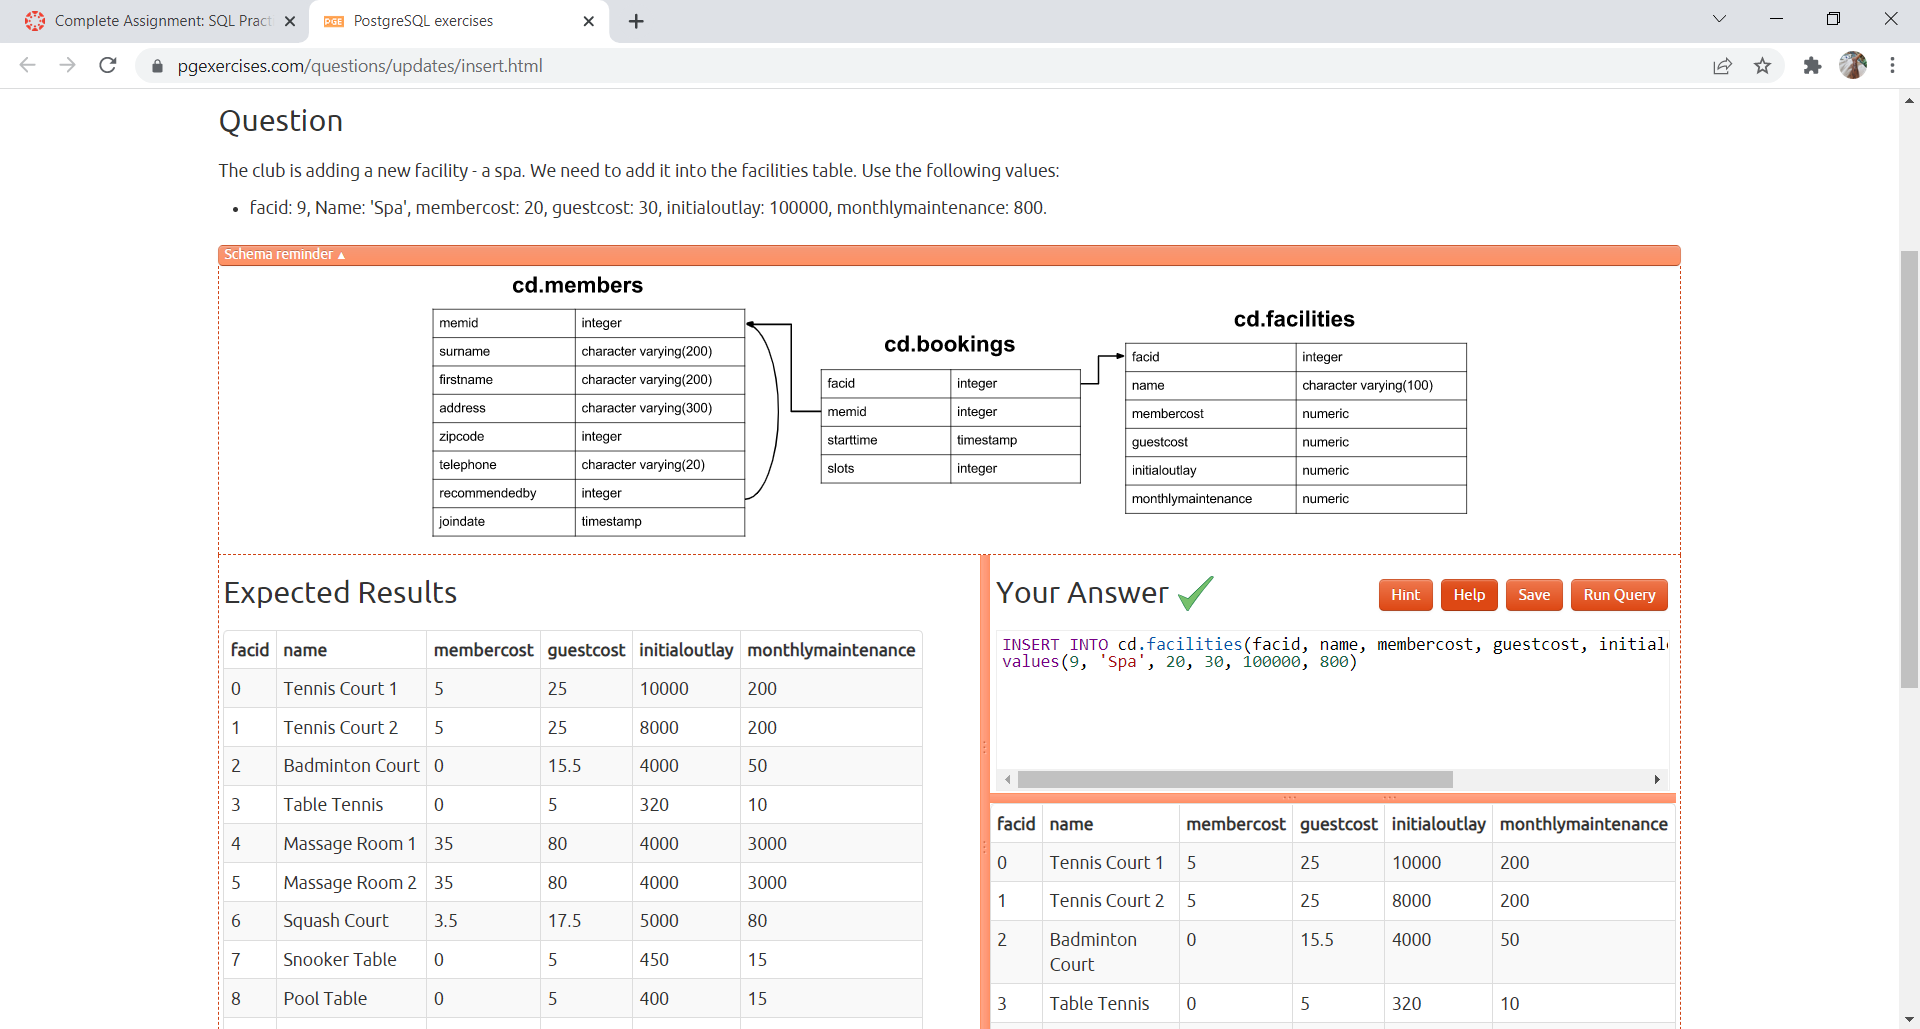 Complete Assignment: SQL Pract
PGE PostgreSQL exercises
pgexercises.com/questions/updates/insert.html
Question
The club is adding a new facility - a spa. We need to add it into the facilities table. Use the following values:
• facid: 9, Name: 'Spa', membercost: 20, guestcost: 30, initialoutlay: 100000, monthlymaintenance: 800.
Schema reminder ▲
cd.members
memid integer
surname character varying(200)
firstname character varying(200)
address character varying(300)
zipcode integer
telephone character varying(20)
recommendedby integer
joindate timestamp
cd.bookings
facid integer
memid integer
starttime timestamp
slots integer
cd.facilities
facid integer
name character varying(100)
membercost numeric
guestcost numeric
initialoutlay numeric
monthlymaintenance numeric
Expected Results
facid name membercost guestcost initialoutlay monthlymaintenance
0 Tennis Court 1 5 25 10000 200
1 Tennis Court 2 5 25 8000 200
2 Badminton Court 0 15.5 4000 50
3 Table Tennis 0 5 320 10
4 Massage Room 1 35 80 4000 3000
5 Massage Room 2 35 80 4000 3000
6 Squash Court 3.5 17.5 5000 80
7 Snooker Table 0 5 450 15
8 Pool Table 0 5 400 15
Your Answer
Hint Help Save Run Query
INSERT INTO cd.facilities(facid, name, membercost, guestcost, initial
values(9, 'Spa', 20, 30, 100000, 800)
facid name membercost guestcost initialoutlay monthlymaintenance
0 Tennis Court 1 5 25 10000 200
1 Tennis Court 2 5 25 8000 200
2 Badminton Court 0 15.5 4000 50
3 Table Tennis 0 5 320 10